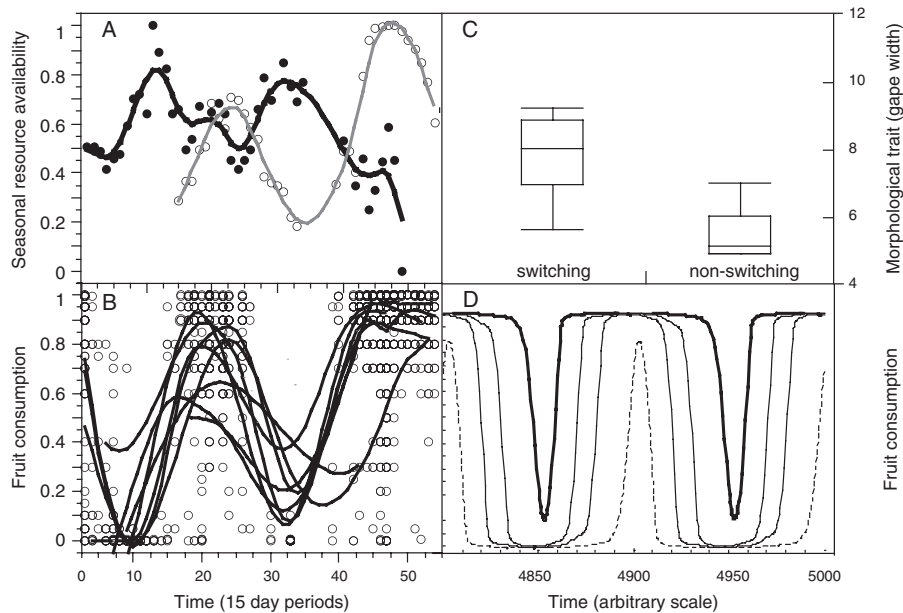 A
Seasonal resource availability
1
0.8
0.6
0.4
0.2
0
C
12
10
8
6
4
Morphological trait (gape width)
switching
non-switching
B
Fruit consumption
1
0.8
0.6
0.4
0.2
0
0
10
20
30
40
50
Time (15 day periods)
D
Fruit consumption
4850
4900
4950
5000
Time (arbitrary scale)